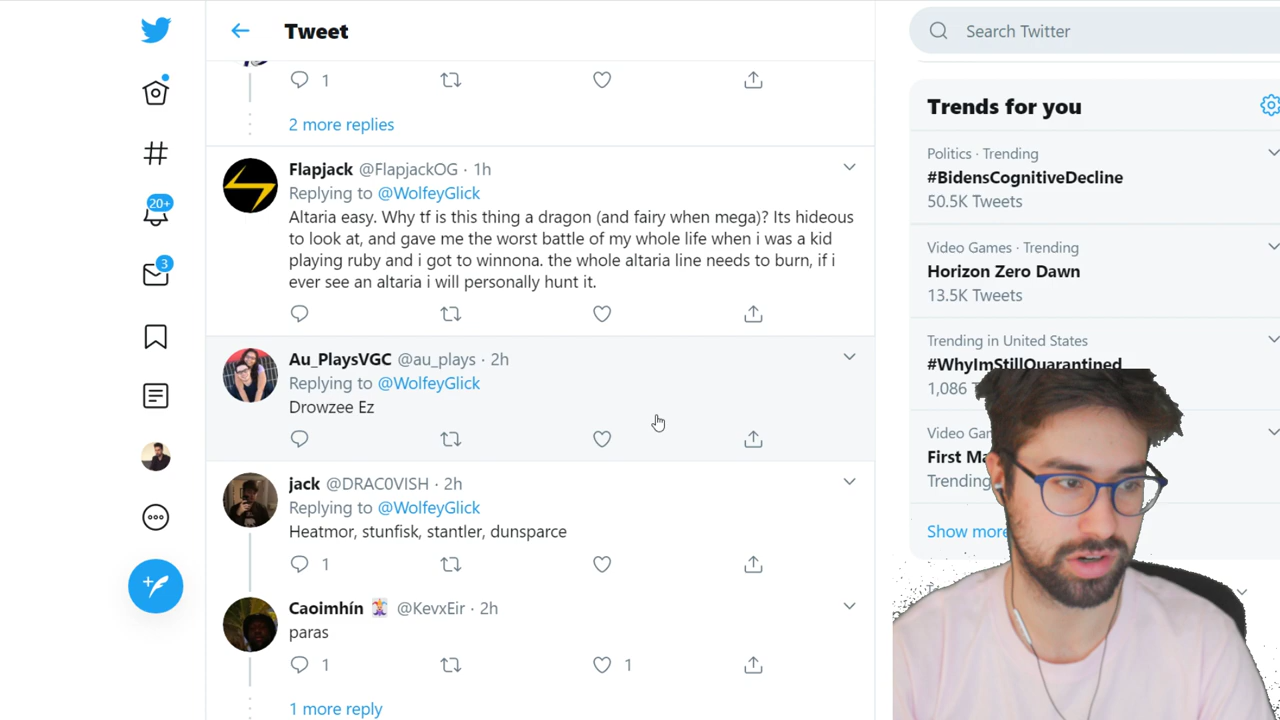 Tweet
Search Twitter
1
2 more replies
Flapjack @FlapjackOG · 1h
Replying to @WolfeyGlick
Altaria easy. Why tf is this thing a dragon (and fairy when mega)? Its hideous
to look at, and gave me the worst battle of my whole life when i was a kid
playing ruby and i got to winnona. the whole altaria line needs to burn, if i
ever see an altaria i will personally hunt it.
Au_PlaysVGC @au_plays · 2h
Replying to @WolfeyGlick
Drowzee Ez
jack @DRAC0VISH · 2h
Replying to @WolfeyGlick
Heatmor, stunfisk, stantler, dunsparce
1
Caoimhín @KevxEir · 2h
paras
1 1
1 more reply
20+
3
Trends for you
Politics · Trending
#BidensCognitiveDecline
50.5K Tweets
Video Games · Trending
Horizon Zero Dawn
13.5K Tweets
Trending in United States
#WhyImStillQuarantined
1,086
Video
First
Trending
Show more